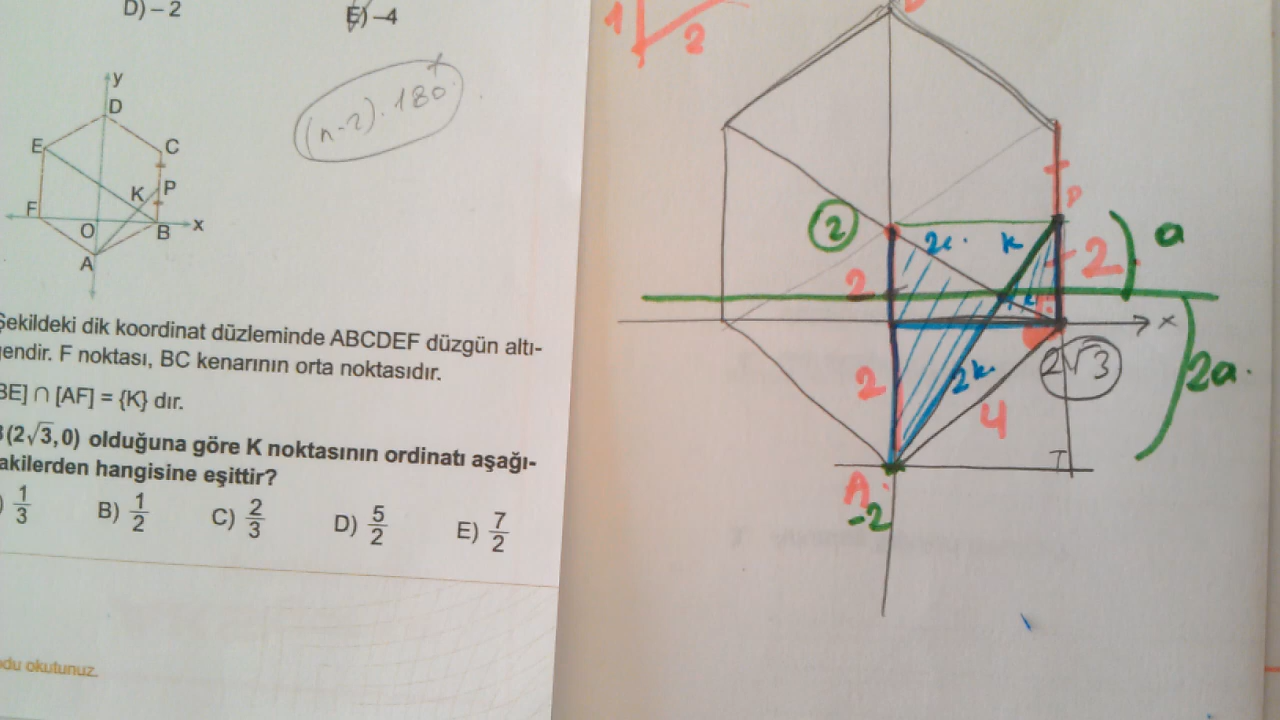 D) – 2
E) –4
(n-2).180
y
D
E
C
K
P
F
O
B
x
A
Şekildeki dik koordinat düzleminde ABCDEF düzgün altı-
gendir. F noktası, BC kenarının orta noktasıdır.
BE] ∩ [AF] = {K} dır.
(2√3, 0) olduğuna göre K noktasının ordinatı aşağı-
akilerden hangisine eşittir?
) 1/3 B) 1/2 C) 2/3 D) 5/2 E) 7/2
odu okutunuz.
1
2
P
2
2k
k
2
a
2
k
x
2√3
2
2k
4
2a.
A
-2